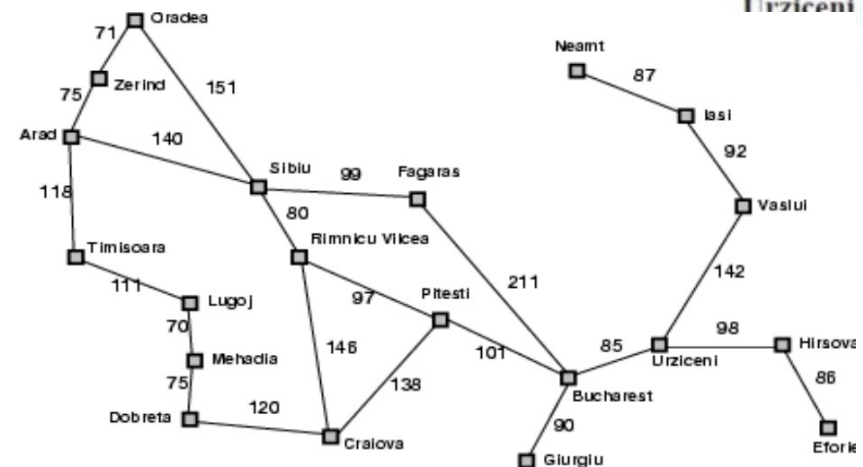 Urziceni
Oradea
71
Neamt
87
Zerind
151
75
Iasi
Arad
140
92
Sibiu
99
Fagaras
118
80
Vaslui
Rimnicu Vilcea
Timisoara
142
111
211
Lugoj
97
Pitesti
70
98
Hirsova
146
101
85
Mehadia
Urziceni
75
138
86
Bucharest
120
Dobreta
90
Craiova
Eforie
Giurgiu